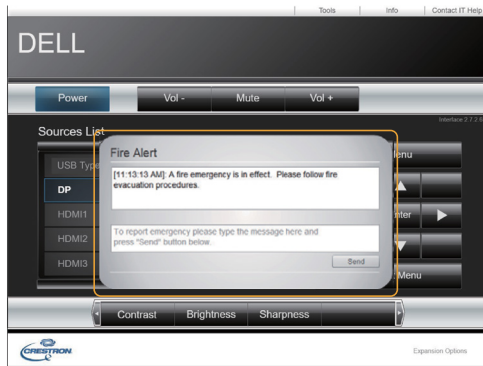 Tools Info Contact IT Help
DELL
Power Vol - Mute Vol +
Interface 2.7.2.6
Sources List
Fire Alert
[11:13:13 AM]: A fire emergency is in effect. Please follow fire
evacuation procedures.
To report emergency please type the message here and
press "Send" button below.
Send
USB Type
DP
HDMI1
HDMI2
HDMI3
Menu
Contrast Brightness Sharpness
CRESTRON
Expansion Options